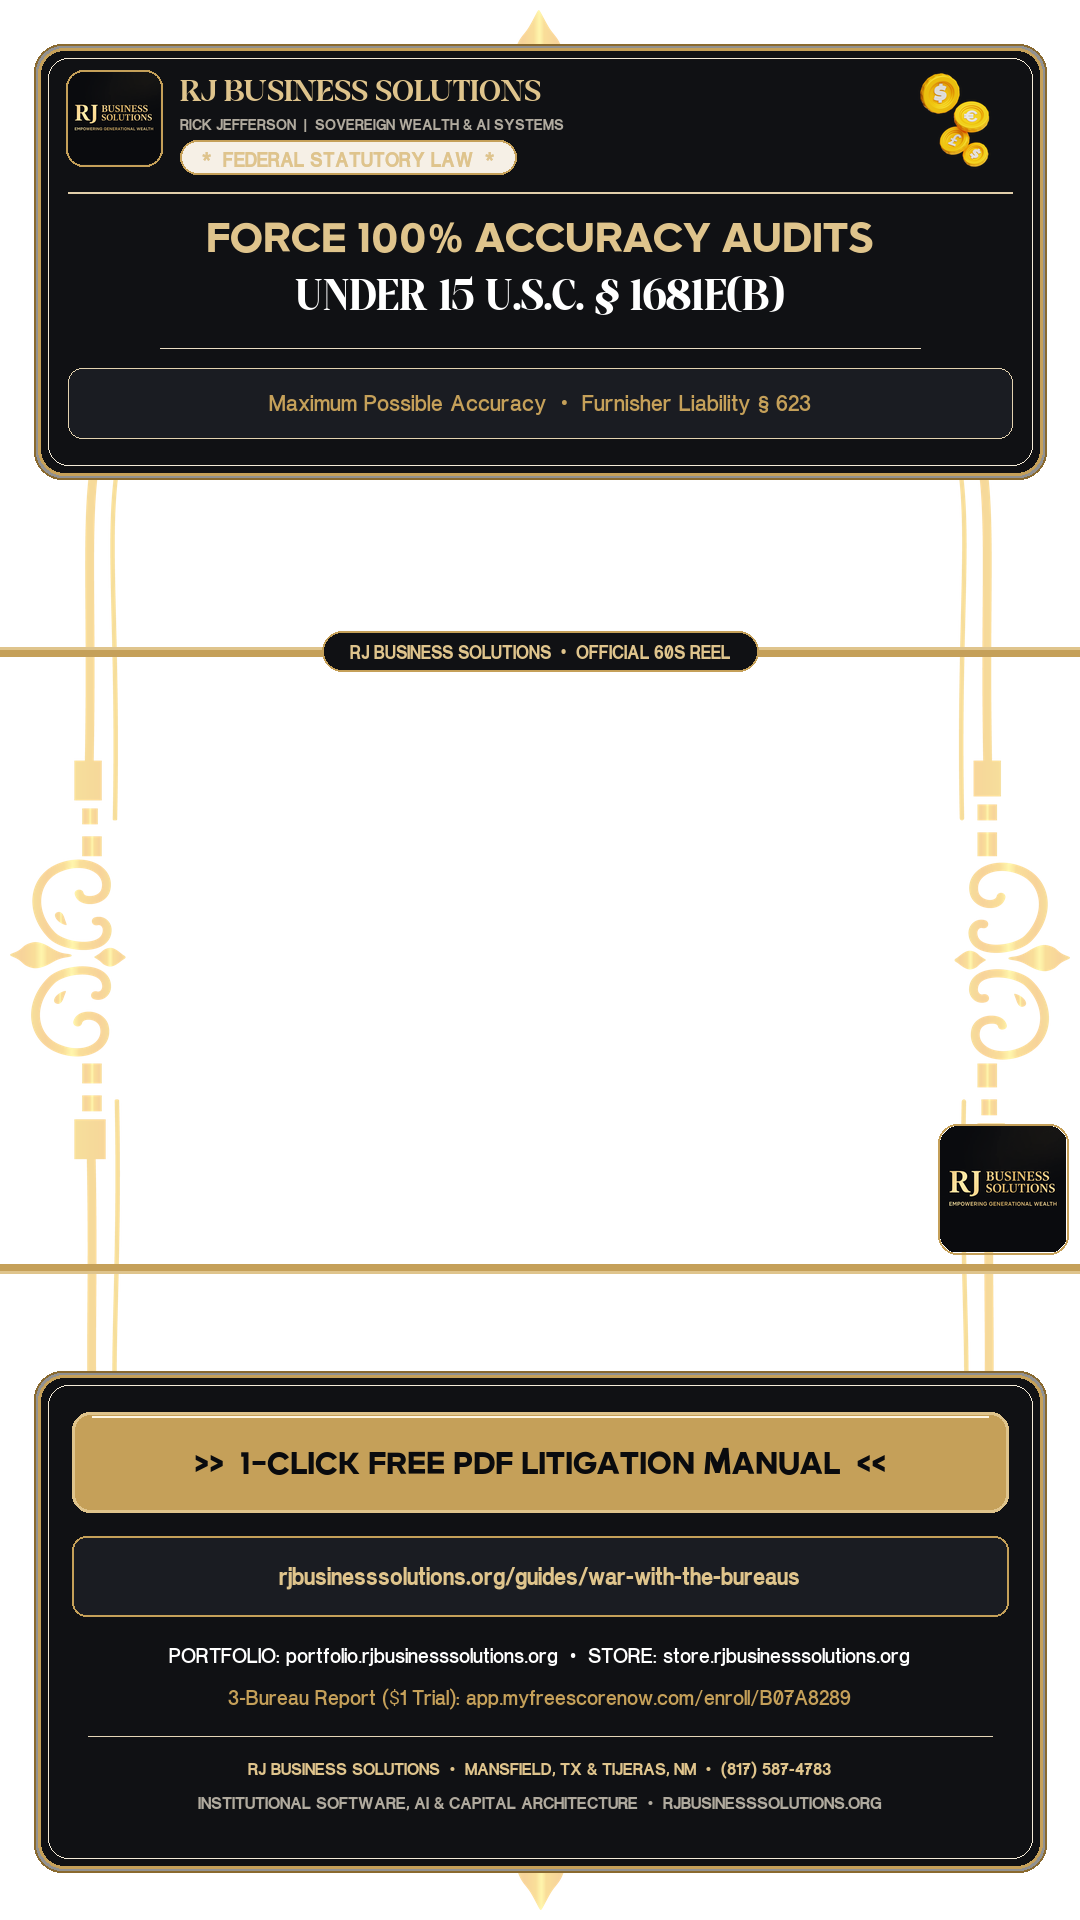 RJ BUSINESS SOLUTIONS
EMPOWERING GENERATIONAL WEALTH
RJ BUSINESS SOLUTIONS
RICK JEFFERSON | SOVEREIGN WEALTH & AI SYSTEMS
* FEDERAL STATUTORY LAW *
$
€
£
$
FORCE 100% ACCURACY AUDITS
UNDER 15 U.S.C. § 1681E(B)
Maximum Possible Accuracy • Furnisher Liability § 623
RJ BUSINESS SOLUTIONS • OFFICIAL 60S REEL
RJ BUSINESS SOLUTIONS
EMPOWERING GENERATIONAL WEALTH
>> 1-CLICK FREE PDF LITIGATION MANUAL <<
rjbusinesssolutions.org/guides/war-with-the-bureaus
PORTFOLIO: portfolio.rjbusinesssolutions.org • STORE: store.rjbusinesssolutions.org
3-Bureau Report ($1 Trial): app.myfreescorenow.com/enroll/B07A8289
RJ BUSINESS SOLUTIONS • MANSFIELD, TX & TIJERAS, NM • (817) 587-4783
INSTITUTIONAL SOFTWARE, AI & CAPITAL ARCHITECTURE • RJBUSINESSSOLUTIONS.ORG